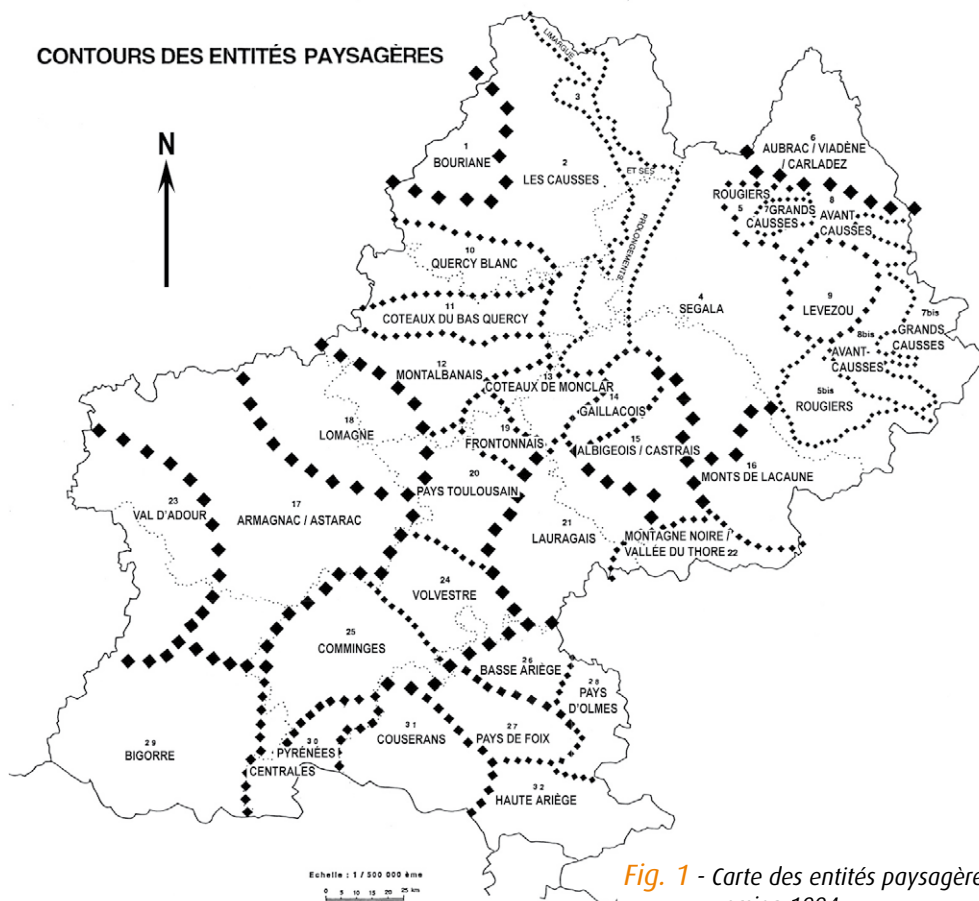 CONTOURS DES ENTITÉS PAYSAGÈRES
N
LIMARGUE
3
ET SES
PROLONGEMENTS
1
BOURIANE
2
LES CAUSSES
6
AUBRAC / VIADÈNE
/ CARLADEZ
ROUGIERS
5
7
GRANDS
CAUSSES
8
AVANT-
CAUSSES
10
QUERCY BLANC
11
COTEAUX DU BAS QUERCY
4
SEGALA
9
LEVEZOU
7bis
GRANDS
CAUSSES
8bis
AVANT-
CAUSSES
5bis
ROUGIERS
12
MONTALBANAIS
13
COTEAUX DE MONCLAR
14
GAILLACOIS
18
LOMAGNE
19
FRONTONNAIS
15
ALBIGEOIS / CASTRAIS
16
MONTS DE LACAUNE
20
PAYS TOULOUSAIN
23
VAL D'ADOUR
17
ARMAGNAC / ASTARAC
21
LAURAGAIS
MONTAGNE NOIRE /
VALLÉE DU THORE 22
24
VOLVESTRE
25
COMMINGES
26
BASSE ARIÈGE
28
PAYS
D'OLMES
29
BIGORRE
30
PYRÉNÉES
CENTRALES
31
COUSERANS
27
PAYS DE FOIX
32
HAUTE ARIÈGE
Echelle : 1 / 500 000 ème
0 5 10 15 20 25 km
Fig. 1 - Carte des entités paysagère
1994